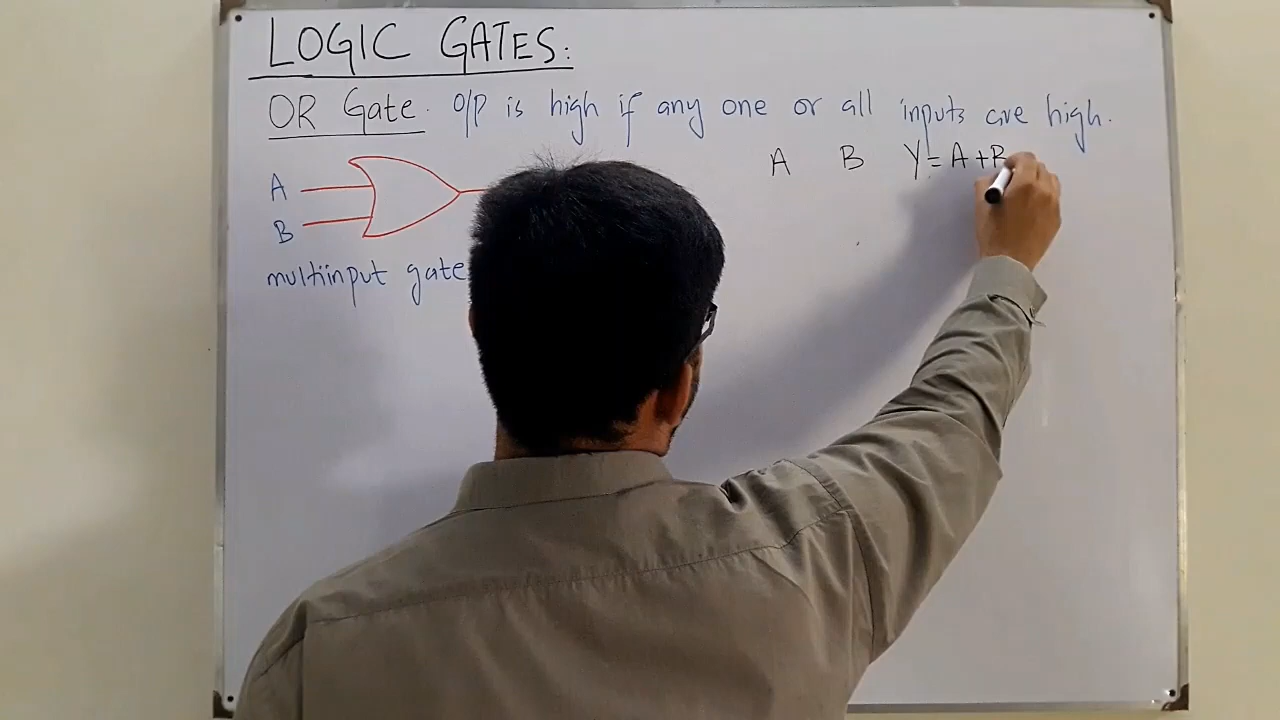 LOGIC GATES:
OR Gate. O/P is high if any one or all inputs are high.
A B Y = A + B
A
B
multiinput gate